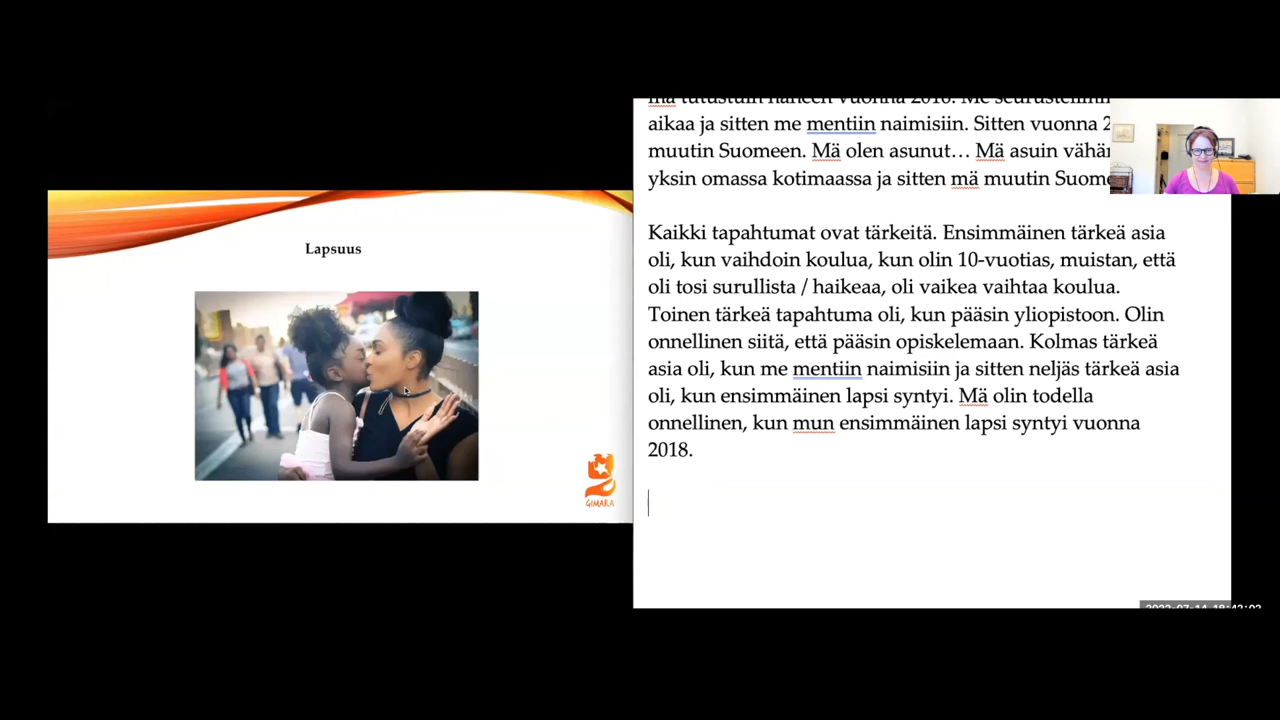 Lapsuus
GIMARA
mä tutustuin häneen vuonna 2016. Me seurustelimm
aikaa ja sitten me mentiin naimisiin. Sitten vuonna 2
muutin Suomeen. Mä olen asunut… Mä asuin vähän
yksin omassa kotimaassa ja sitten mä muutin Suome
Kaikki tapahtumat ovat tärkeitä. Ensimmäinen tärkeä asia
oli, kun vaihdoin koulua, kun olin 10-vuotias, muistan, että
oli tosi surullista / haikeaa, oli vaikea vaihtaa koulua.
Toinen tärkeä tapahtuma oli, kun pääsin yliopistoon. Olin
onnellinen siitä, että pääsin opiskelemaan. Kolmas tärkeä
asia oli, kun me mentiin naimisiin ja sitten neljäs tärkeä asia
oli, kun ensimmäinen lapsi syntyi. Mä olin todella
onnellinen, kun mun ensimmäinen lapsi syntyi vuonna
2018.